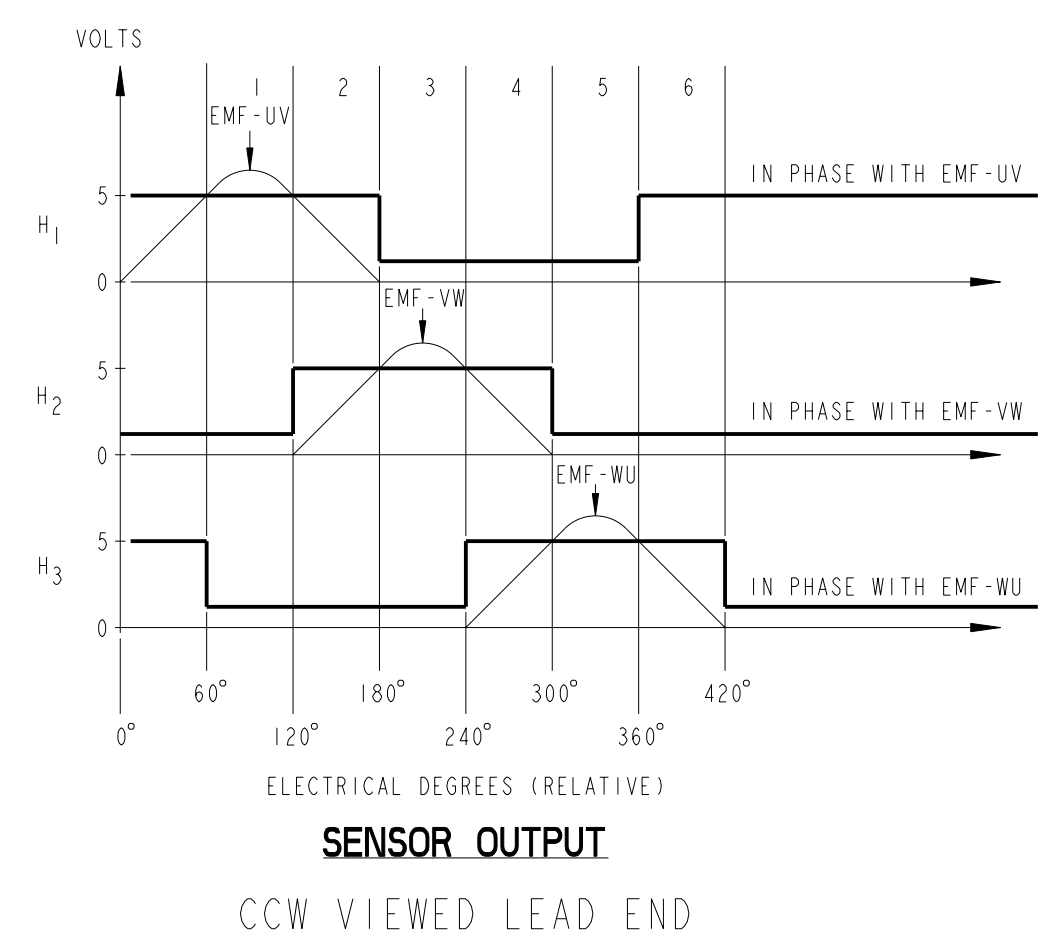 VOLTS
1 2 3 4 5 6
EMF-UV
IN PHASE WITH EMF-UV
5
H1
0
EMF-VW
5
H2
IN PHASE WITH EMF-VW
0
EMF-WU
5
H3
IN PHASE WITH EMF-WU
0
60° 180° 300° 420°
0° 120° 240° 360°
ELECTRICAL DEGREES (RELATIVE)
SENSOR OUTPUT
CCW VIEWED LEAD END